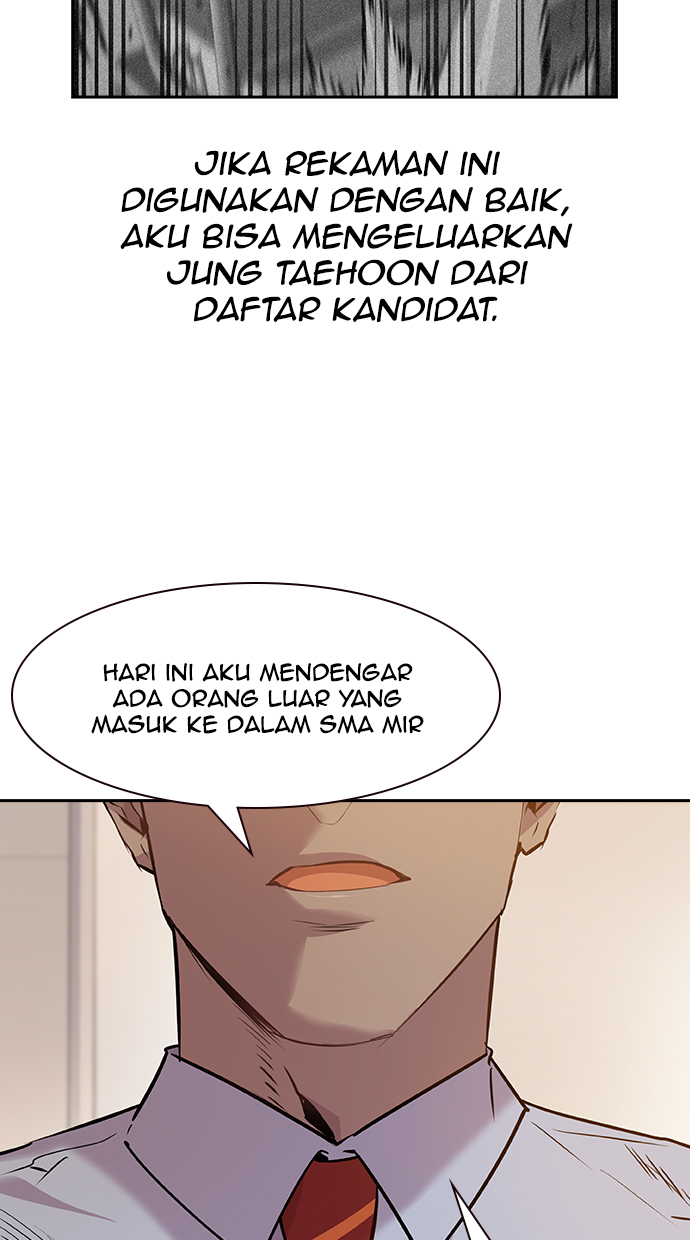 JIKA REKAMAN INI
DIGUNAKAN DENGAN BAIK,
AKU BISA MENGELUARKAN
JUNG TAEHOON DARI
DAFTAR KANDIDAT.
HARI INI AKU MENDENGAR
ADA ORANG LUAR YANG
MASUK KE DALAM SMA MIR